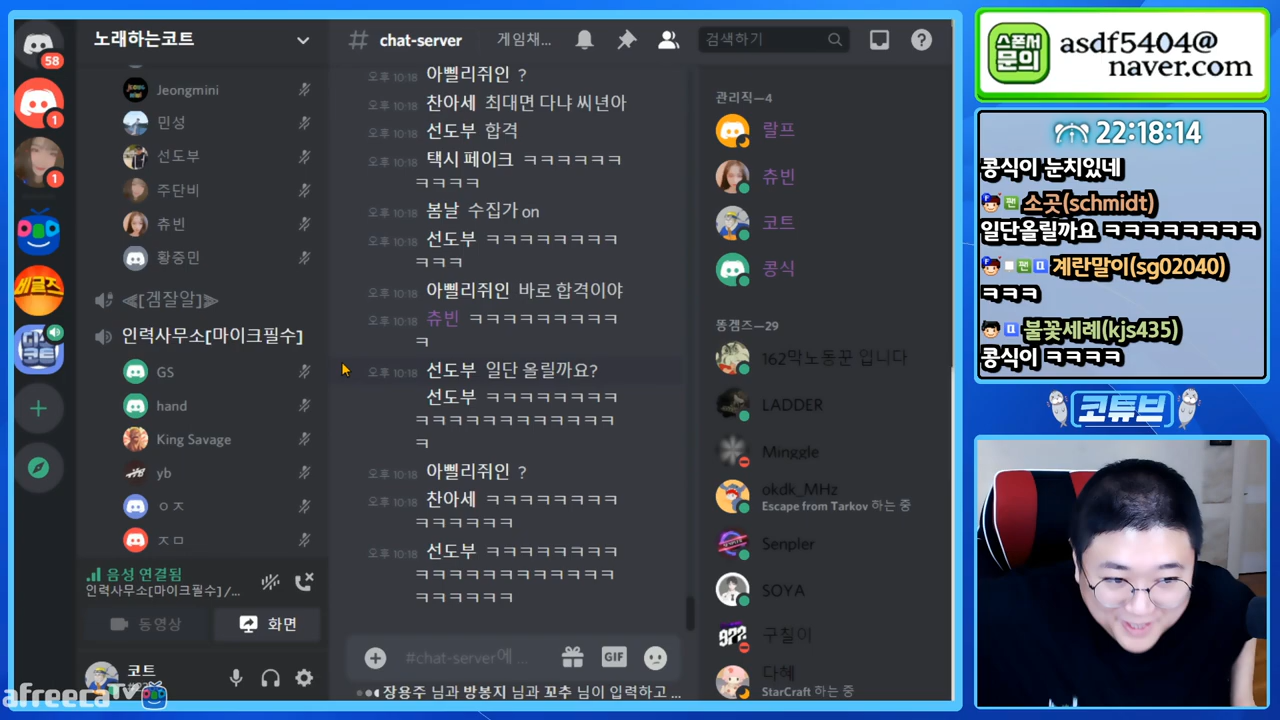 58
1
1
노래하는코트
Jeongmini
민성
선도부
주단비
츄빈
황중민
⋘[겜잘알]⋙
인력사무소[마이크필수]
GS
hand
King Savage
yb
ㅇㅈ
ㅈㅁ
음성 연결됨
인력사무소[마이크필수]/...
동영상
화면
코트
afreecaTV
# chat-server 게임채...
검색하기
오후 10:18 아삘리쥐인 ?
오후 10:18 찬아세 최대면 다냐 씨년아
오후 10:18 선도부 합격
오후 10:18 택시 페이크 ㅋㅋㅋㅋㅋㅋ
ㅋㅋㅋㅋ
오후 10:18 봄날 수집가 on
오후 10:18 선도부 ㅋㅋㅋㅋㅋㅋㅋㅋ
ㅋㅋㅋ
오후 10:18 아삘리쥐인 바로 합격이야
오후 10:18 츄빈 ㅋㅋㅋㅋㅋㅋㅋㅋㅋ
ㅋ
오후 10:18 선도부 일단 올릴까요?
선도부 ㅋㅋㅋㅋㅋㅋㅋㅋ
ㅋㅋㅋㅋㅋㅋㅋㅋㅋㅋㅋㅋ
ㅋ
오후 10:18 아삘리쥐인 ?
오후 10:18 찬아세 ㅋㅋㅋㅋㅋㅋㅋㅋ
ㅋㅋㅋㅋㅋㅋ
오후 10:18 선도부 ㅋㅋㅋㅋㅋㅋㅋㅋ
ㅋㅋㅋㅋㅋㅋㅋㅋㅋㅋㅋㅋ
ㅋㅋㅋㅋㅋㅋ
#chat-server에 ...
GIF
장용주 님과 방봉지 님과 꼬추 님이 입력하고 ...
관리직—4
랄프
츄빈
코트
콩식
똥겜즈—29
162막노동꾼 입니다
LADDER
Minggle
okdk_MHz
Escape from Tarkov 하는 중
Senpler
SOYA
구칠이
다혜
StarCraft 하는 중
스폰서
문의
asdf5404@
naver.com
22:18:14
콩식이 눈치있네
팬 소곳(schmidt)
일단올릴까요 ㅋㅋㅋㅋㅋㅋㅋㅋ
팬 계란말이(sg02040)
ㅋㅋㅋ
불꽃세례(kjs435)
콩식이 ㅋㅋㅋㅋ
코튜브